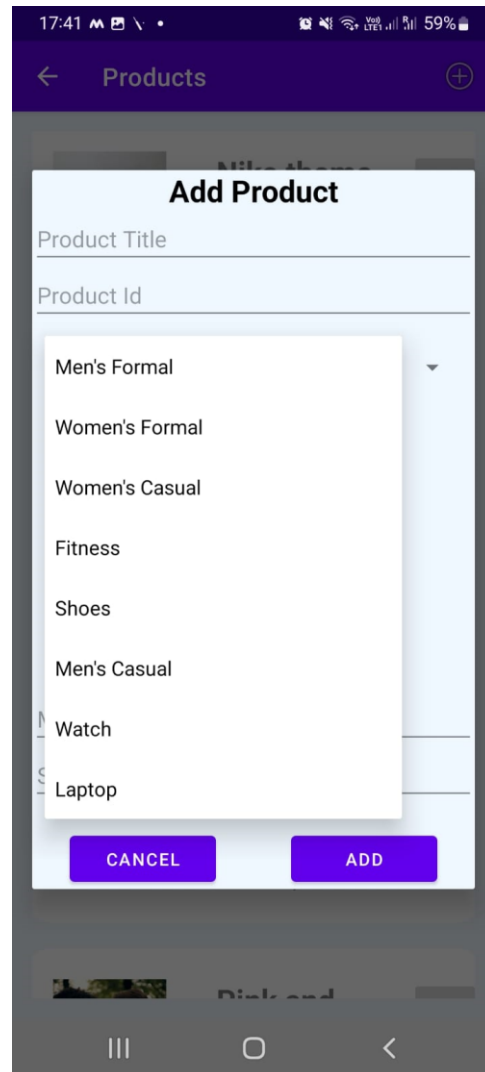 17:41 59%
Products
Add Product
Product Title
Product Id
Men's Formal
Women's Formal
Women's Casual
Fitness
Shoes
Men's Casual
Watch
Laptop
CANCEL ADD